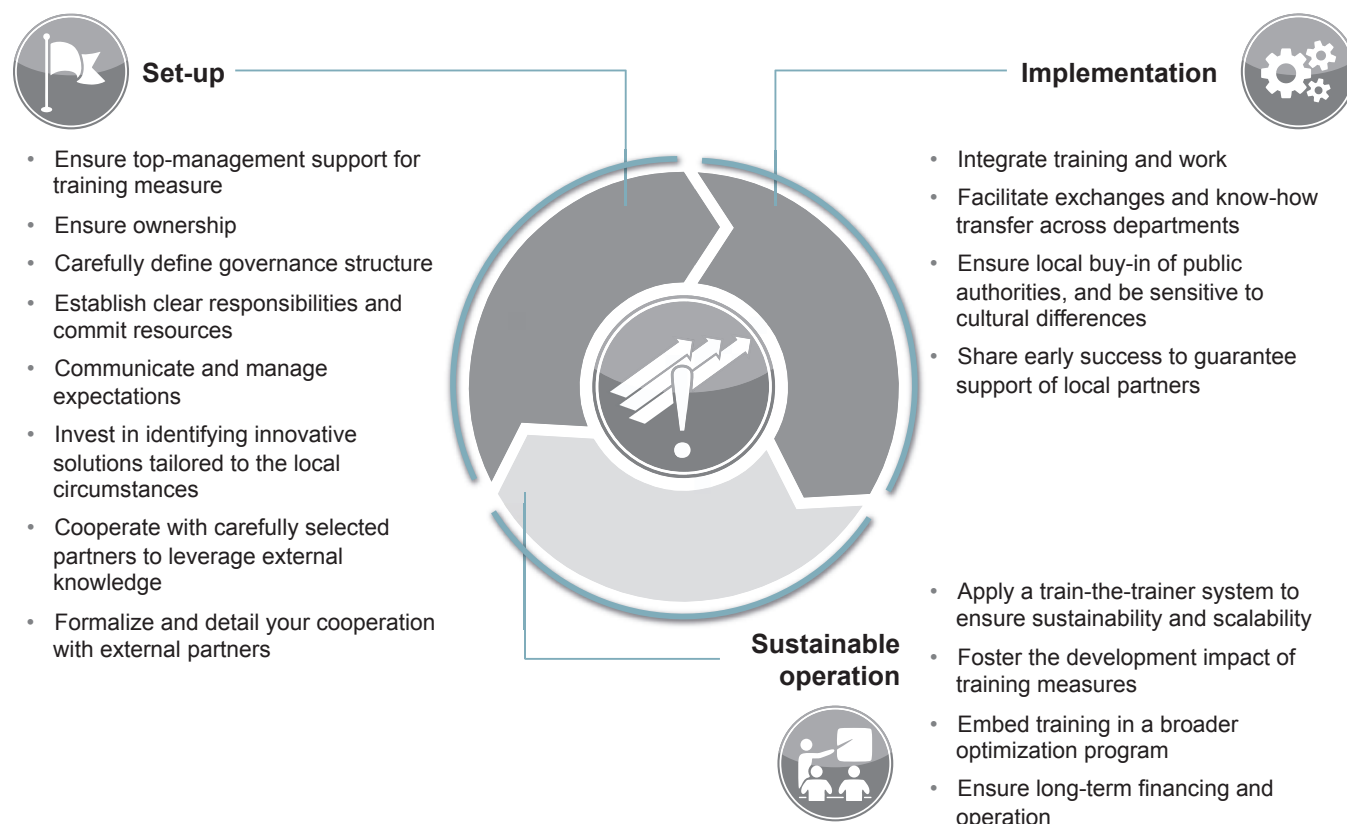 Set-up
• Ensure top-management support for
training measure
• Ensure ownership
• Carefully define governance structure
• Establish clear responsibilities and
commit resources
• Communicate and manage
expectations
• Invest in identifying innovative
solutions tailored to the local
circumstances
• Cooperate with carefully selected
partners to leverage external
knowledge
• Formalize and detail your cooperation
with external partners
Implementation
• Integrate training and work
• Facilitate exchanges and know-how
transfer across departments
• Ensure local buy-in of public
authorities, and be sensitive to
cultural differences
• Share early success to guarantee
support of local partners
Sustainable
operation
• Apply a train-the-trainer system to
ensure sustainability and scalability
• Foster the development impact of
training measures
• Embed training in a broader
optimization program
• Ensure long-term financing and
operation